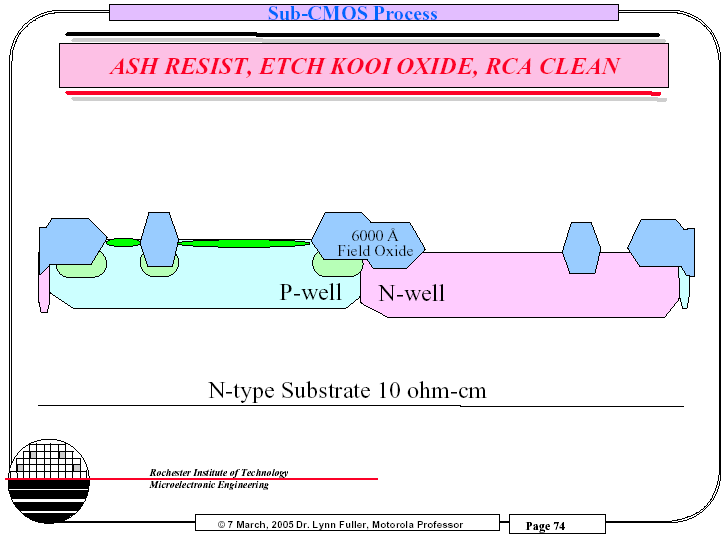 Sub-CMOS Process
ASH RESIST, ETCH KOOI OXIDE, RCA CLEAN
6000 Å
Field Oxide
P-well
N-well
N-type Substrate 10 ohm-cm
Rochester Institute of Technology
Microelectronic Engineering
© 7 March, 2005 Dr. Lynn Fuller, Motorola Professor
Page 74